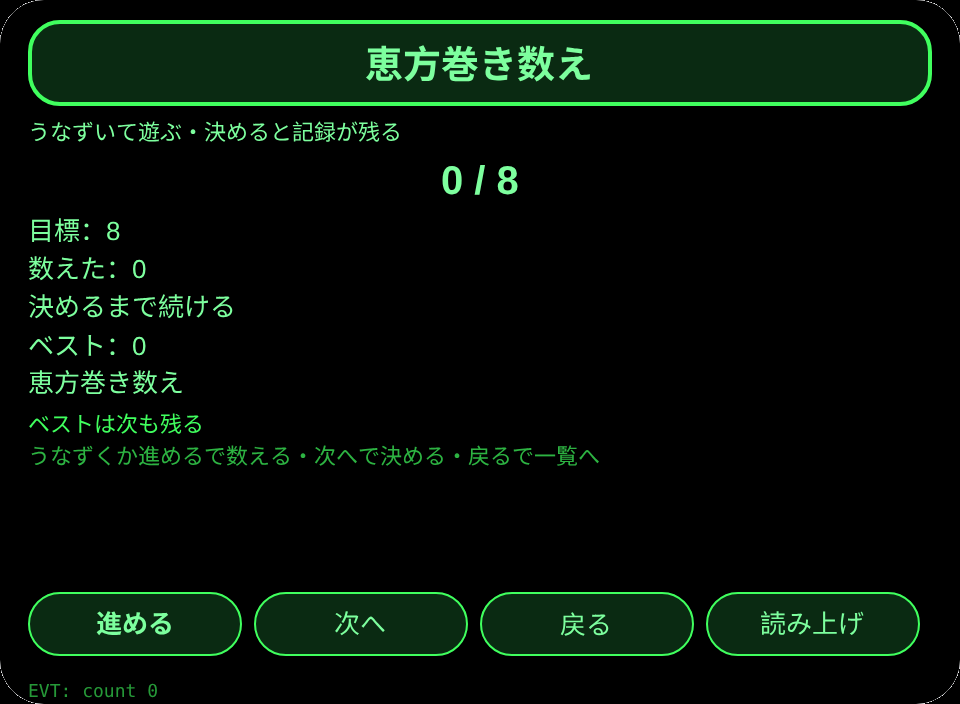 恵方巻き数え
うなずいて遊ぶ・決めると記録が残る
0 / 8
目標：8
数えた：0
決めるまで続ける
ベスト：0
恵方巻き数え
ベストは次も残る
うなずくか進めるで数える・次へで決める・戻るで一覧へ
進める 次へ 戻る 読み上げ
EVT: count 0